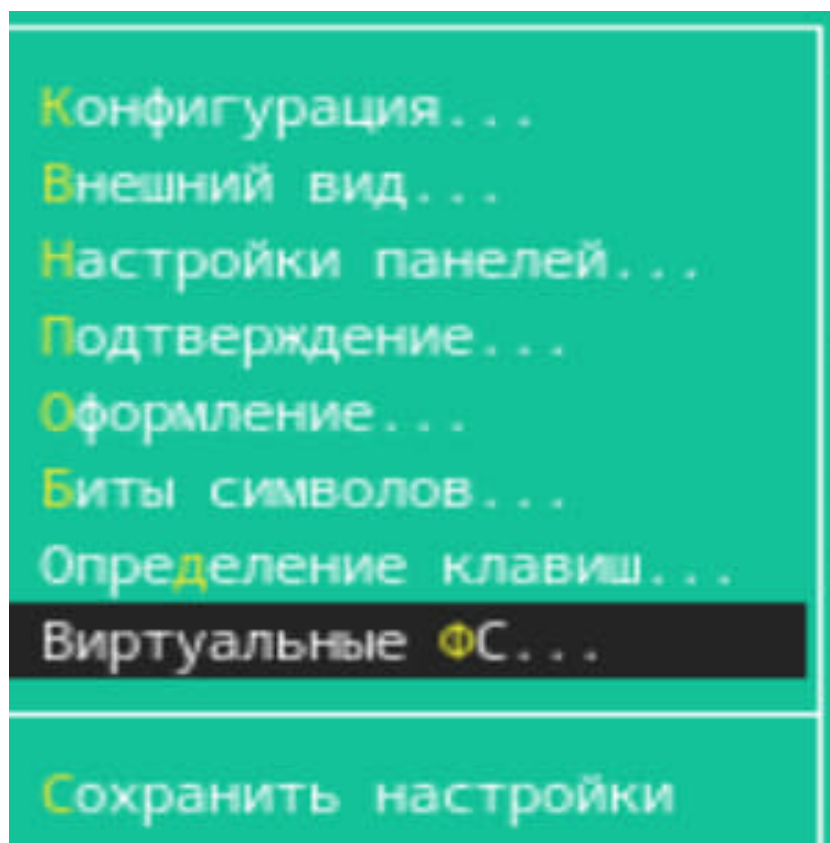 Конфигурация...
Внешний вид...
Настройки панелей...
Подтверждение...
Оформление...
Биты символов...
Определение клавиш...
Виртуальные ФС...
Сохранить настройки